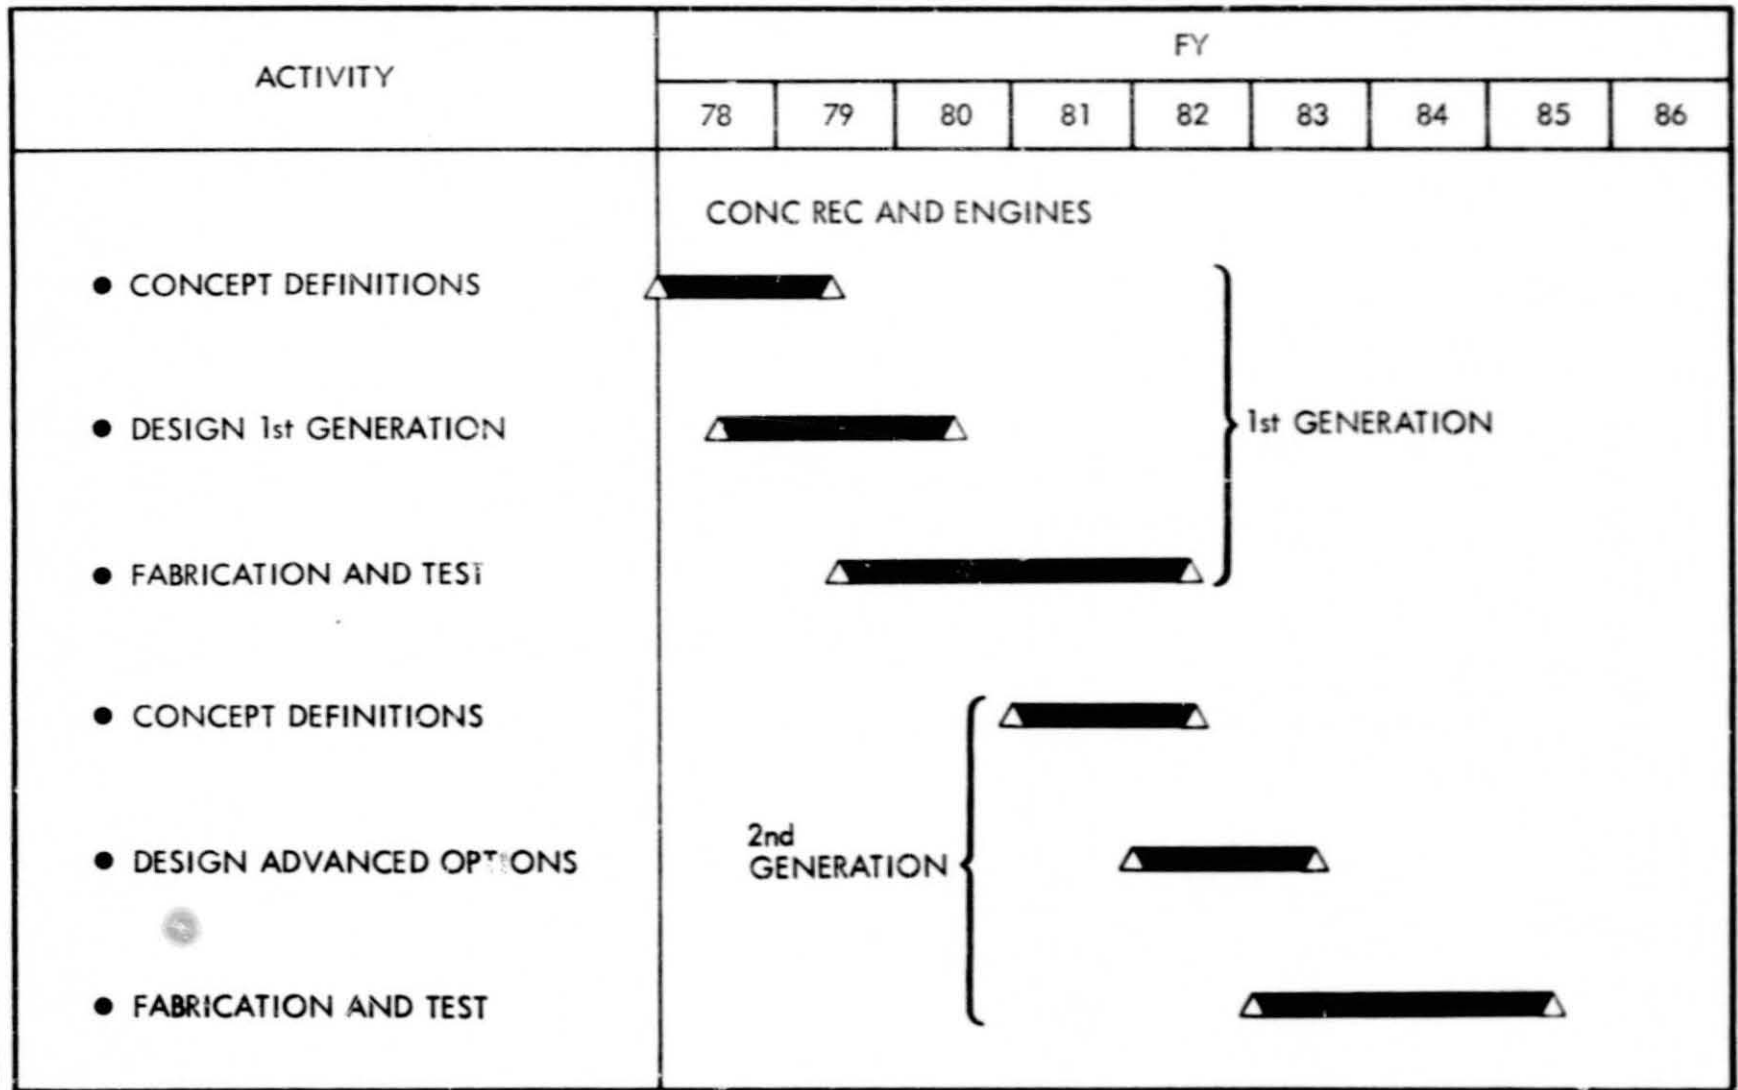 ACTIVITY
FY
78 79 80 81 82 83 84 85 86
CONC REC AND ENGINES
● CONCEPT DEFINITIONS
● DESIGN 1st GENERATION
1st GENERATION
● FABRICATION AND TEST
● CONCEPT DEFINITIONS
2nd
GENERATION
● DESIGN ADVANCED OPTIONS
● FABRICATION AND TEST